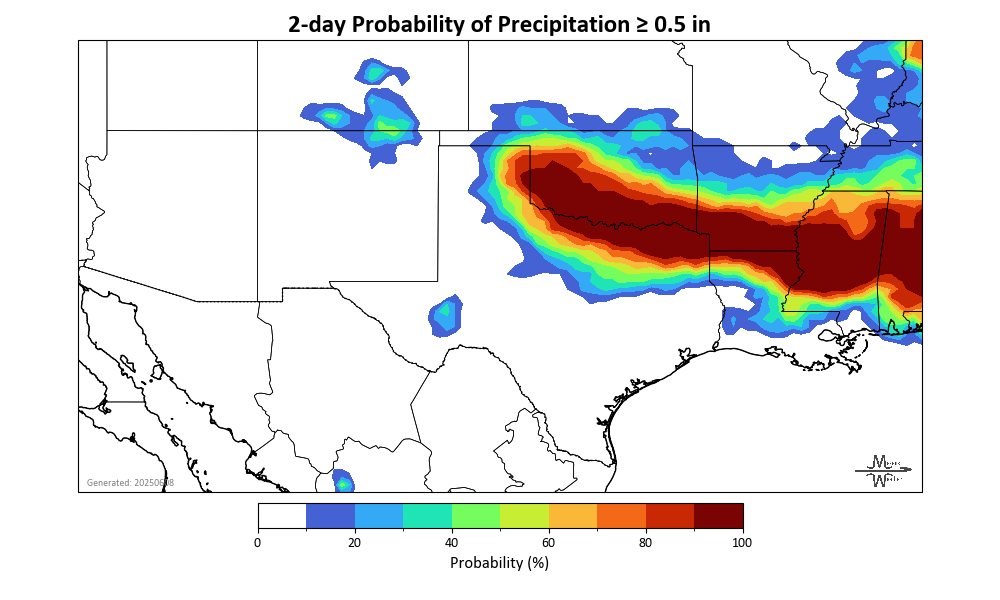 2-day Probability of Precipitation ≥ 0.5 in
Generated: 20250608
0 20 40 60 80 100
Probability (%)